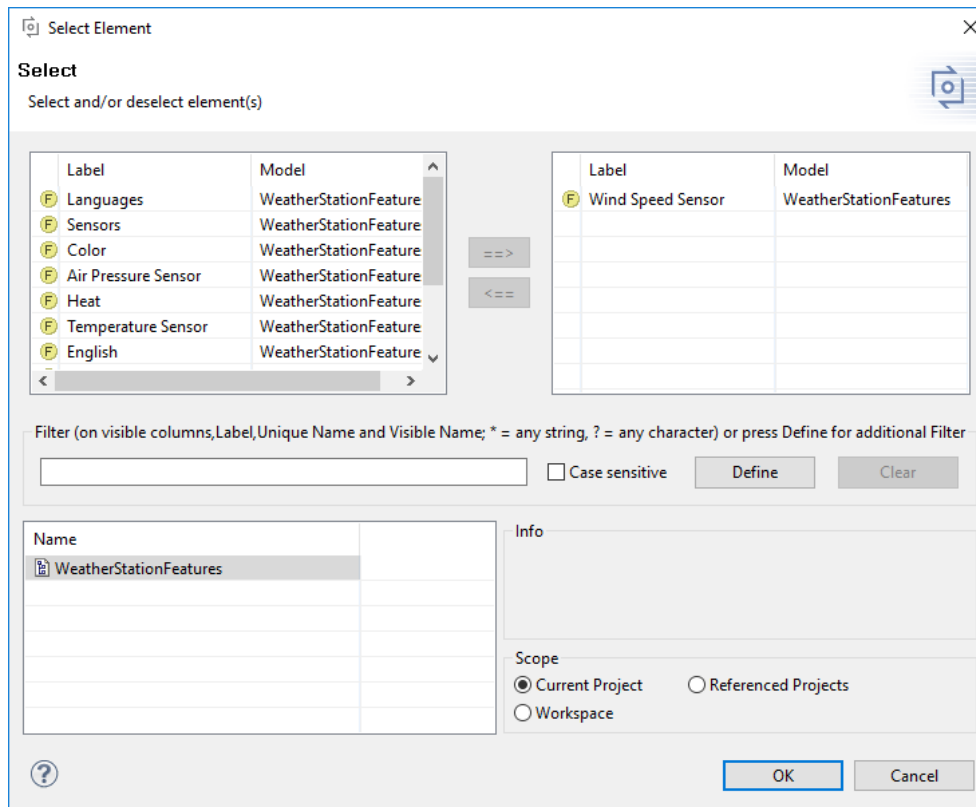 Select Element
Select
Select and/or deselect element(s)
Label Model
F Languages WeatherStationFeature
F Sensors WeatherStationFeature
F Color WeatherStationFeature
F Air Pressure Sensor WeatherStationFeature
F Heat WeatherStationFeature
F Temperature Sensor WeatherStationFeature
F English WeatherStationFeature
==>
<==
Label Model
F Wind Speed Sensor WeatherStationFeatures
Filter (on visible columns,Label,Unique Name and Visible Name; * = any string, ? = any character) or press Define for additional Filter
Case sensitive Define Clear
Name
WeatherStationFeatures
Info
Scope
Current Project Referenced Projects
Workspace
? OK Cancel